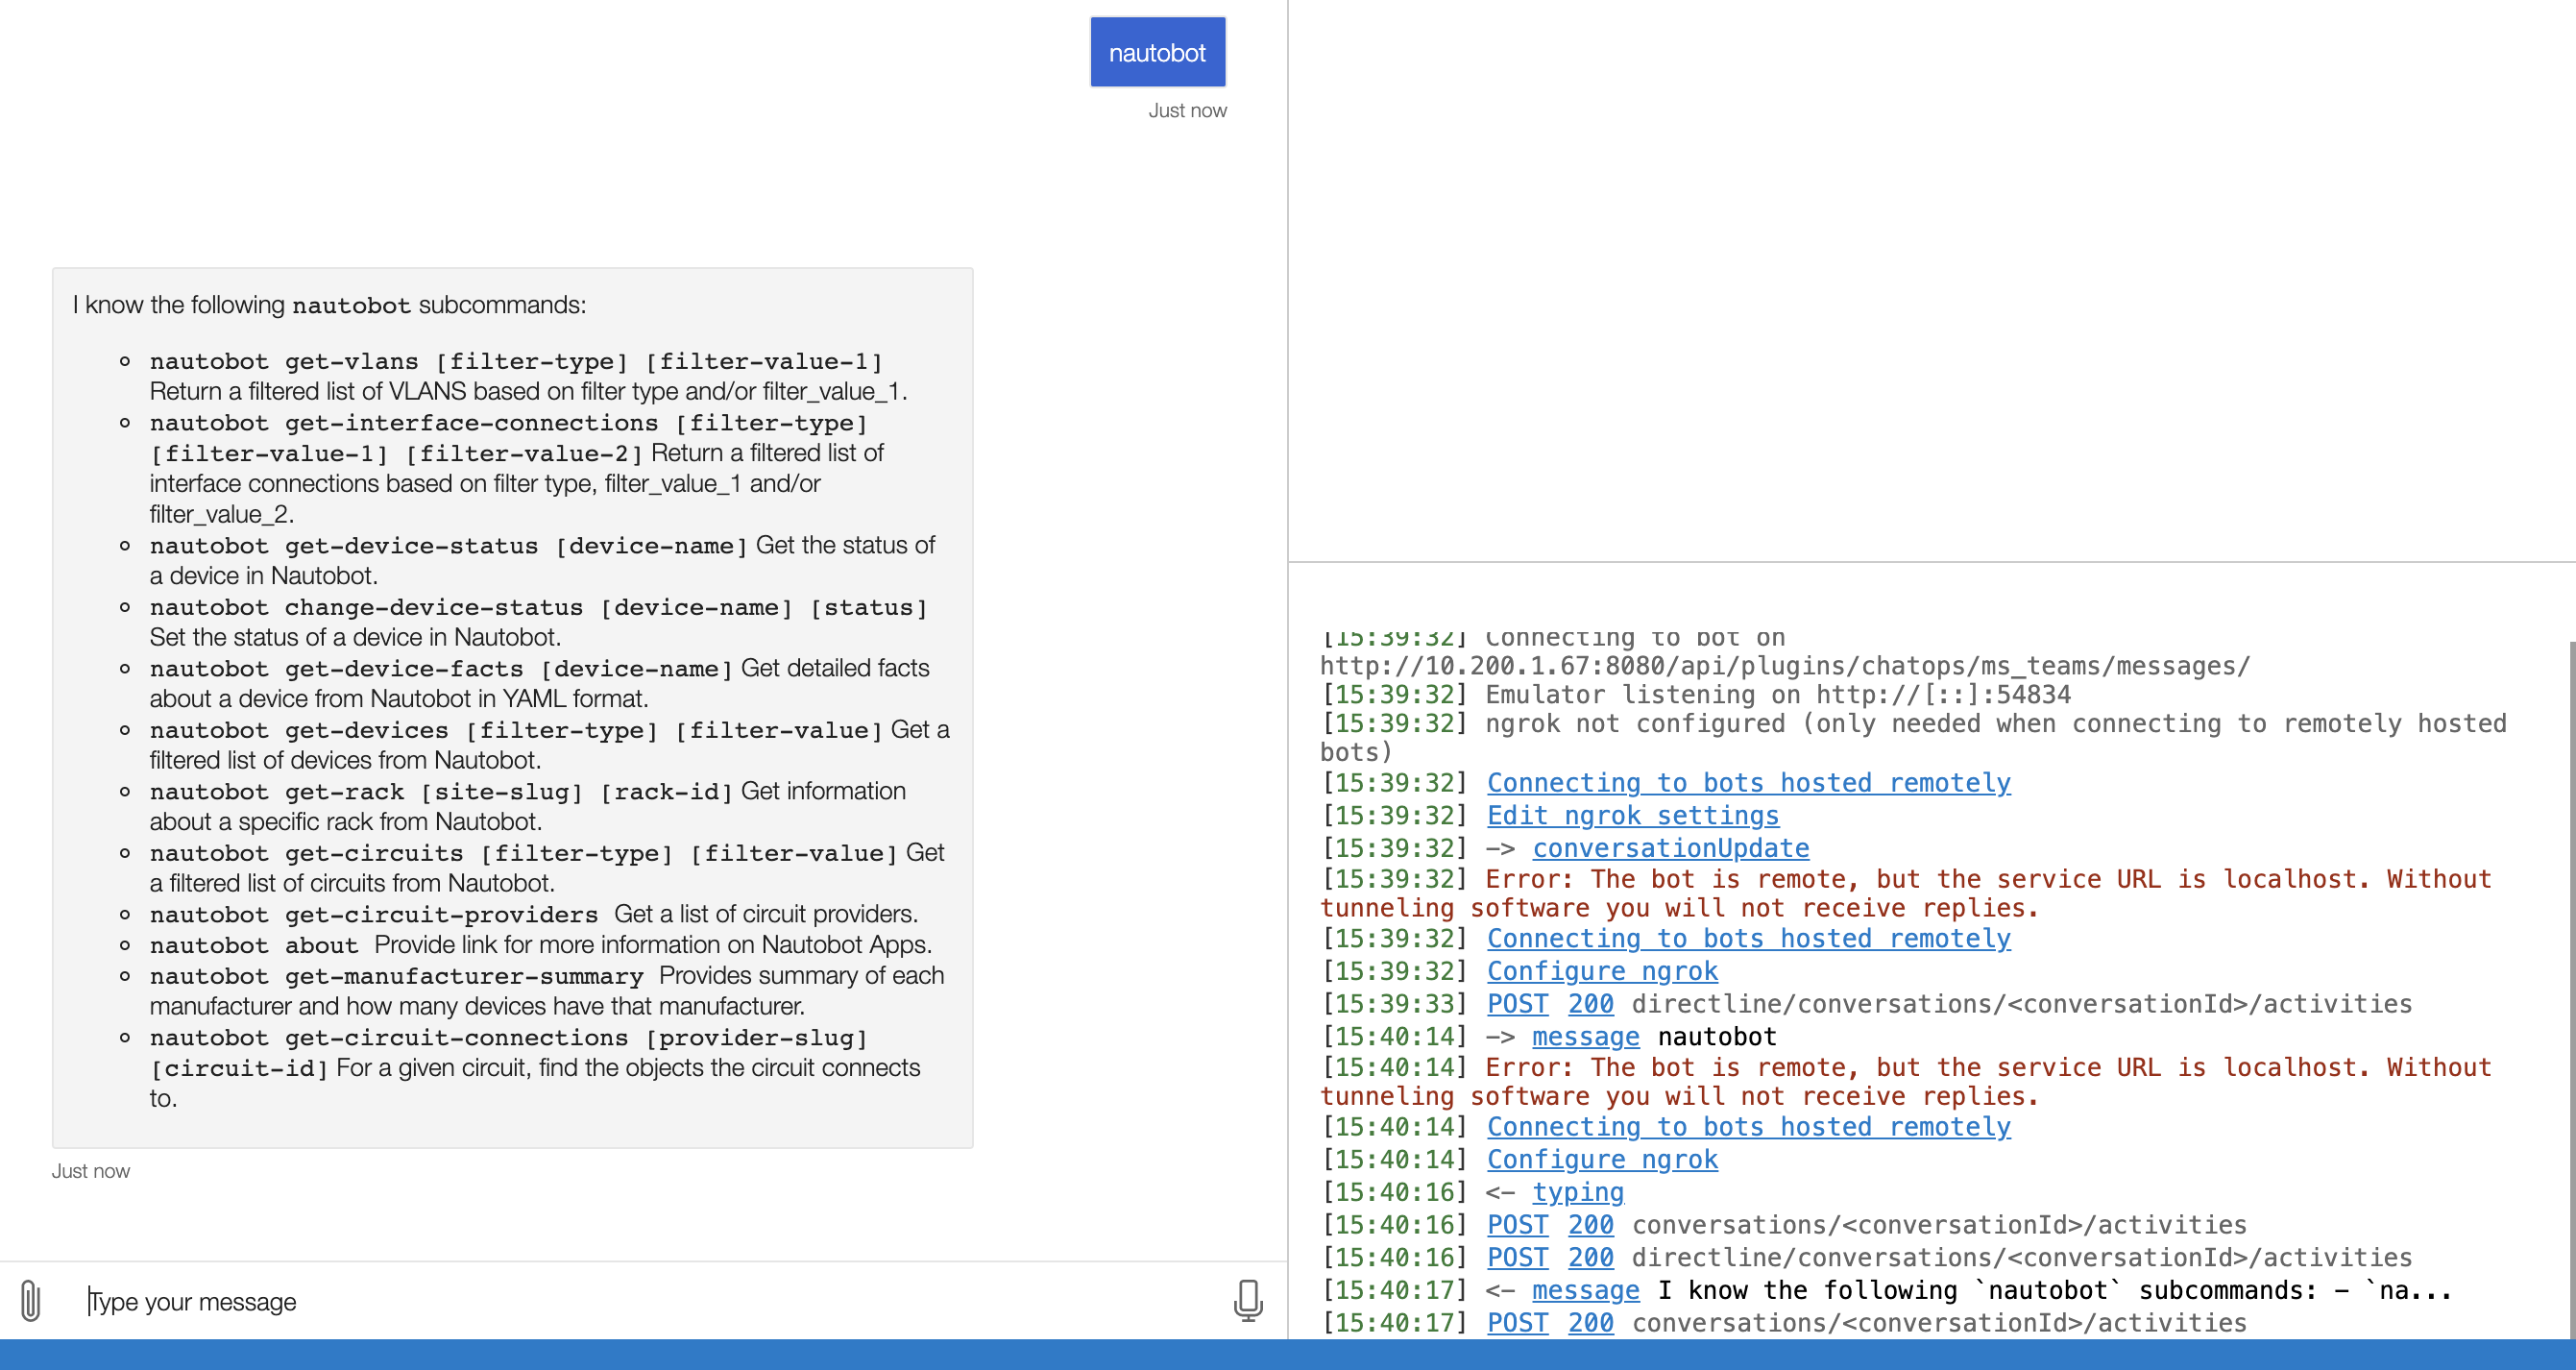 nautobot
Just now
I know the following nautobot subcommands:
nautobot get-vlans [filter-type] [filter-value-1]
Return a filtered list of VLANS based on filter type and/or filter_value_1.
nautobot get-interface-connections [filter-type]
[filter-value-1] [filter-value-2] Return a filtered list of
interface connections based on filter type, filter_value_1 and/or
filter_value_2.
nautobot get-device-status [device-name] Get the status of
a device in Nautobot.
nautobot change-device-status [device-name] [status]
Set the status of a device in Nautobot.
nautobot get-device-facts [device-name] Get detailed facts
about a device from Nautobot in YAML format.
nautobot get-devices [filter-type] [filter-value] Get a
filtered list of devices from Nautobot.
nautobot get-rack [site-slug] [rack-id] Get information
about a specific rack from Nautobot.
nautobot get-circuits [filter-type] [filter-value] Get
a filtered list of circuits from Nautobot.
nautobot get-circuit-providers Get a list of circuit providers.
nautobot about Provide link for more information on Nautobot Apps.
nautobot get-manufacturer-summary Provides summary of each
manufacturer and how many devices have that manufacturer.
nautobot get-circuit-connections [provider-slug]
[circuit-id] For a given circuit, find the objects the circuit connects
to.
Just now
Type your message
[15:39:32] Connecting to bot on
http://10.200.1.67:8080/api/plugins/chatops/ms_teams/messages/
[15:39:32] Emulator listening on http://[::]:54834
[15:39:32] ngrok not configured (only needed when connecting to remotely hosted
bots)
[15:39:32] Connecting to bots hosted remotely
[15:39:32] Edit ngrok settings
[15:39:32] -> conversationUpdate
[15:39:32] Error: The bot is remote, but the service URL is localhost. Without
tunneling software you will not receive replies.
[15:39:32] Connecting to bots hosted remotely
[15:39:32] Configure ngrok
[15:39:33] POST 200 directline/conversations/<conversationId>/activities
[15:40:14] -> message nautobot
[15:40:14] Error: The bot is remote, but the service URL is localhost. Without
tunneling software you will not receive replies.
[15:40:14] Connecting to bots hosted remotely
[15:40:14] Configure ngrok
[15:40:16] <- typing
[15:40:16] POST 200 conversations/<conversationId>/activities
[15:40:16] POST 200 directline/conversations/<conversationId>/activities
[15:40:17] <- message I know the following `nautobot` subcommands: - `na...
[15:40:17] POST 200 conversations/<conversationId>/activities